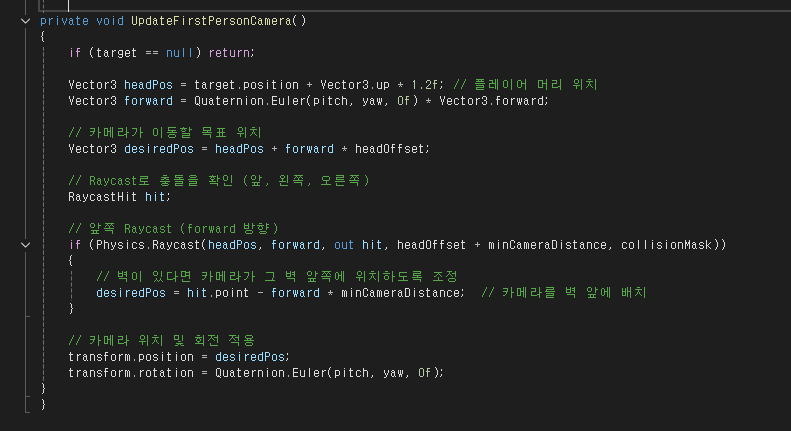 private void UpdateFirstPersonCamera()
{
if (target == null) return;
Vector3 headPos = target.position + Vector3.up * 1.2f; // 플레이어 머리 위치
Vector3 forward = Quaternion.Euler(pitch, yaw, 0f) * Vector3.forward;
// 카메라가 이동할 목표 위치
Vector3 desiredPos = headPos + forward * headOffset;
// Raycast로 충돌을 확인 (앞, 왼쪽, 오른쪽)
RaycastHit hit;
// 앞쪽 Raycast (forward 방향)
if (Physics.Raycast(headPos, forward, out hit, headOffset + minCameraDistance, collisionMask))
{
// 벽이 있다면 카메라가 그 벽 앞쪽에 위치하도록 조정
desiredPos = hit.point - forward * minCameraDistance; // 카메라를 벽 앞에 배치
}
// 카메라 위치 및 회전 적용
transform.position = desiredPos;
transform.rotation = Quaternion.Euler(pitch, yaw, 0f);
}
}